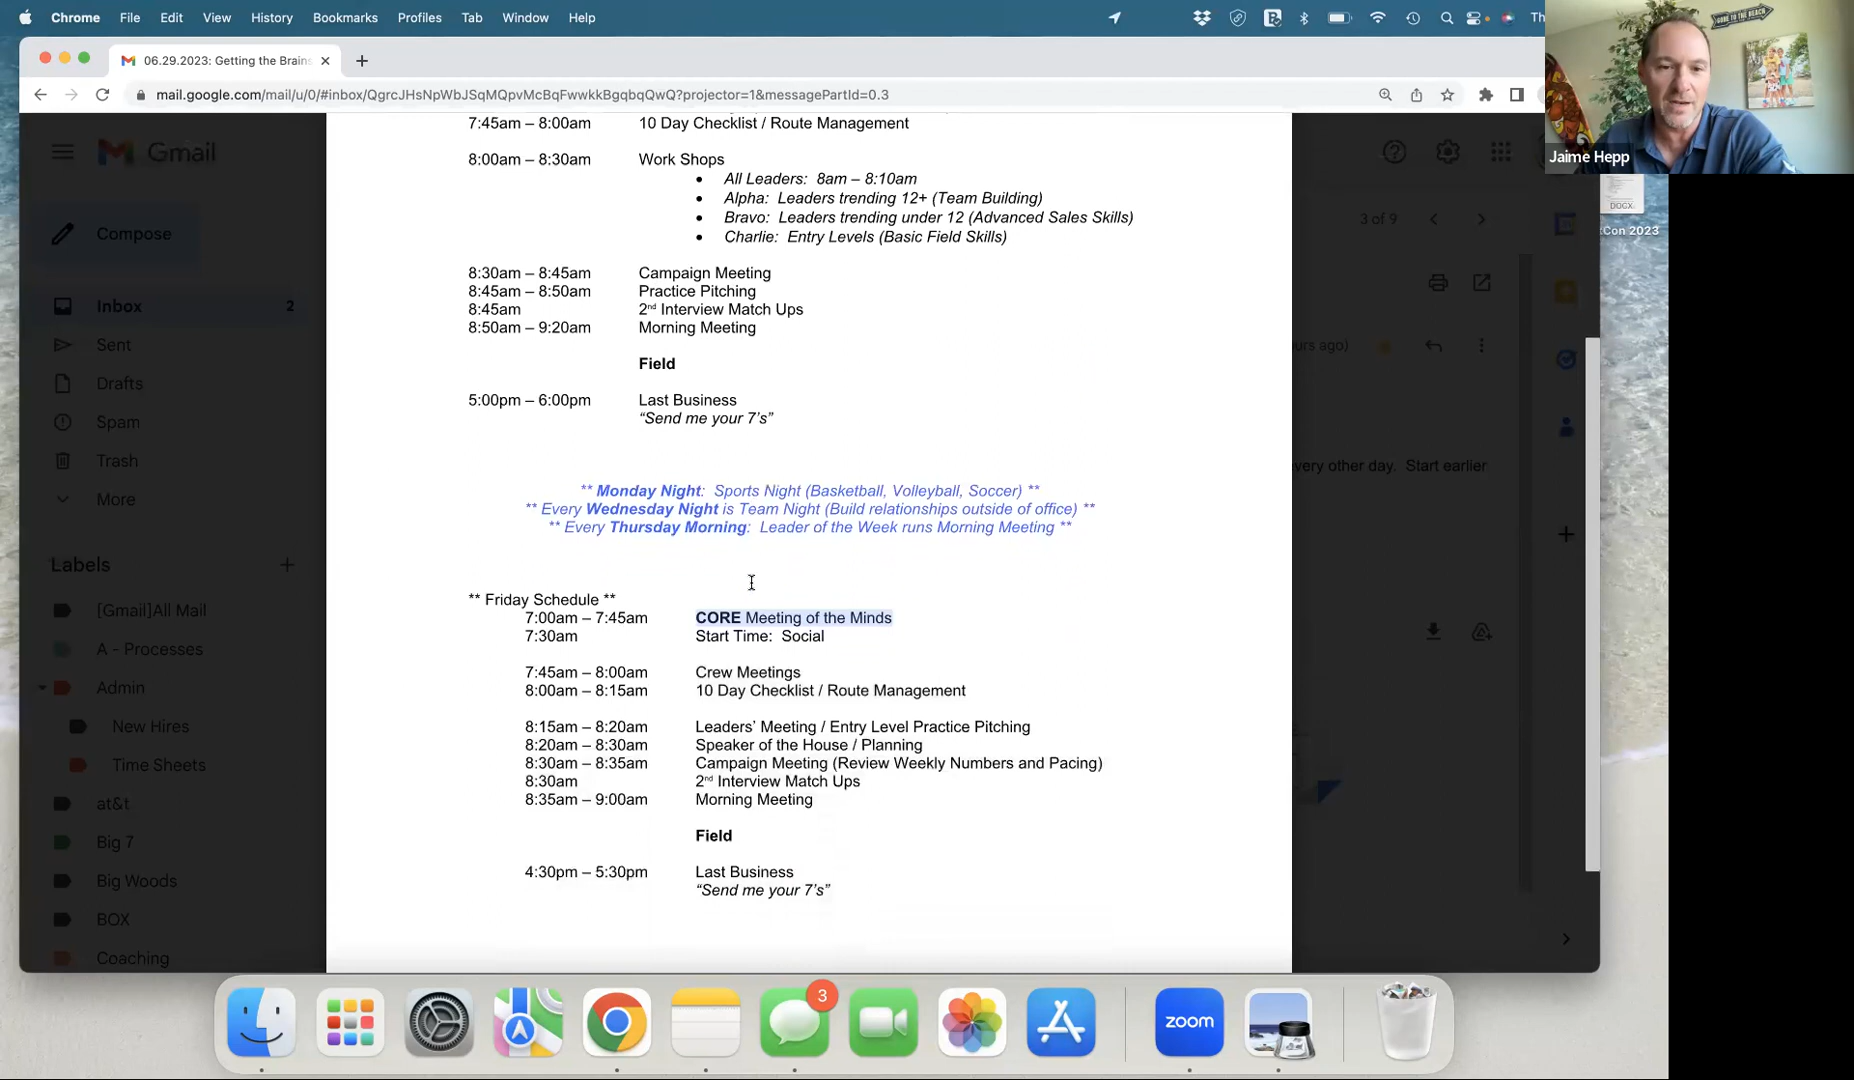 Chrome File Edit View History Bookmarks Profiles Tab Window Help
Th
06.29.2023: Getting the Brains
mail.google.com/mail/u/0/#inbox/QgrcJHsNpWbJSqMQpvMcBqFwwkkBgqbqQwQ?projector=1&messagePartId=0.3
Jaime Hepp
DOCX
tCon 2023
Gmail
3 of 9
Compose
Inbox 2
Sent
Drafts
Spam
Trash
More
Labels
[Gmail]All Mail
A - Processes
Admin
New Hires
Time Sheets
at&t
Big 7
Big Woods
BOX
Coaching
7:45am – 8:00am 10 Day Checklist / Route Management
8:00am – 8:30am Work Shops
• All Leaders: 8am – 8:10am
• Alpha: Leaders trending 12+ (Team Building)
• Bravo: Leaders trending under 12 (Advanced Sales Skills)
• Charlie: Entry Levels (Basic Field Skills)
8:30am – 8:45am Campaign Meeting
8:45am – 8:50am Practice Pitching
8:45am 2nd Interview Match Ups
8:50am – 9:20am Morning Meeting
Field
5:00pm – 6:00pm Last Business
“Send me your 7’s”
** Monday Night: Sports Night (Basketball, Volleyball, Soccer) **
** Every Wednesday Night is Team Night (Build relationships outside of office) **
** Every Thursday Morning: Leader of the Week runs Morning Meeting **
** Friday Schedule **
7:00am – 7:45am CORE Meeting of the Minds
7:30am Start Time: Social
7:45am – 8:00am Crew Meetings
8:00am – 8:15am 10 Day Checklist / Route Management
8:15am – 8:20am Leaders’ Meeting / Entry Level Practice Pitching
8:20am – 8:30am Speaker of the House / Planning
8:30am – 8:35am Campaign Meeting (Review Weekly Numbers and Pacing)
8:30am 2nd Interview Match Ups
8:35am – 9:00am Morning Meeting
Field
4:30pm – 5:30pm Last Business
“Send me your 7’s”
ours ago)
very other day. Start earlier
3
zoom